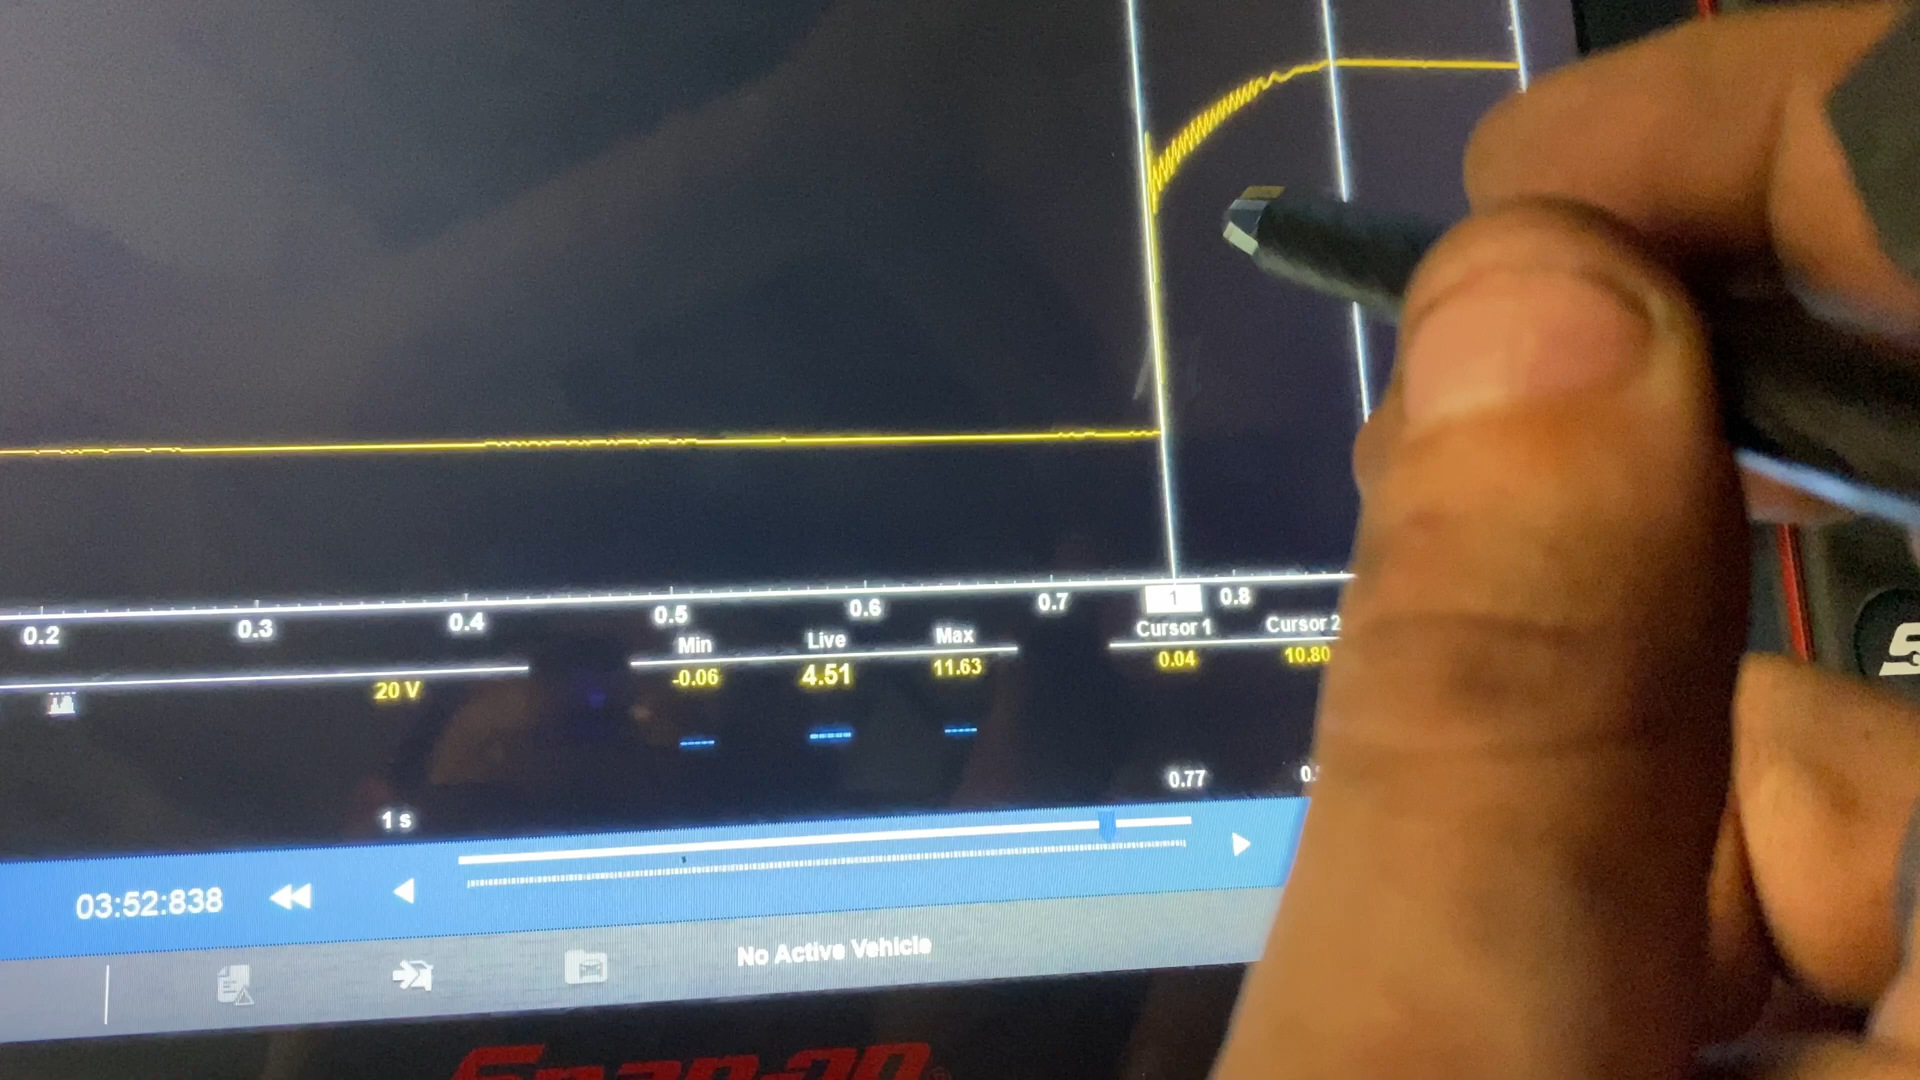 0.2 0.3 0.4 0.5 0.6 0.7 1 0.8
Min Live Max Cursor 1 Cursor 2
20 V -0.06 4.51 11.63 0.04 10.80
0.77
1 s
03:52:838
No Active Vehicle
Snap-on